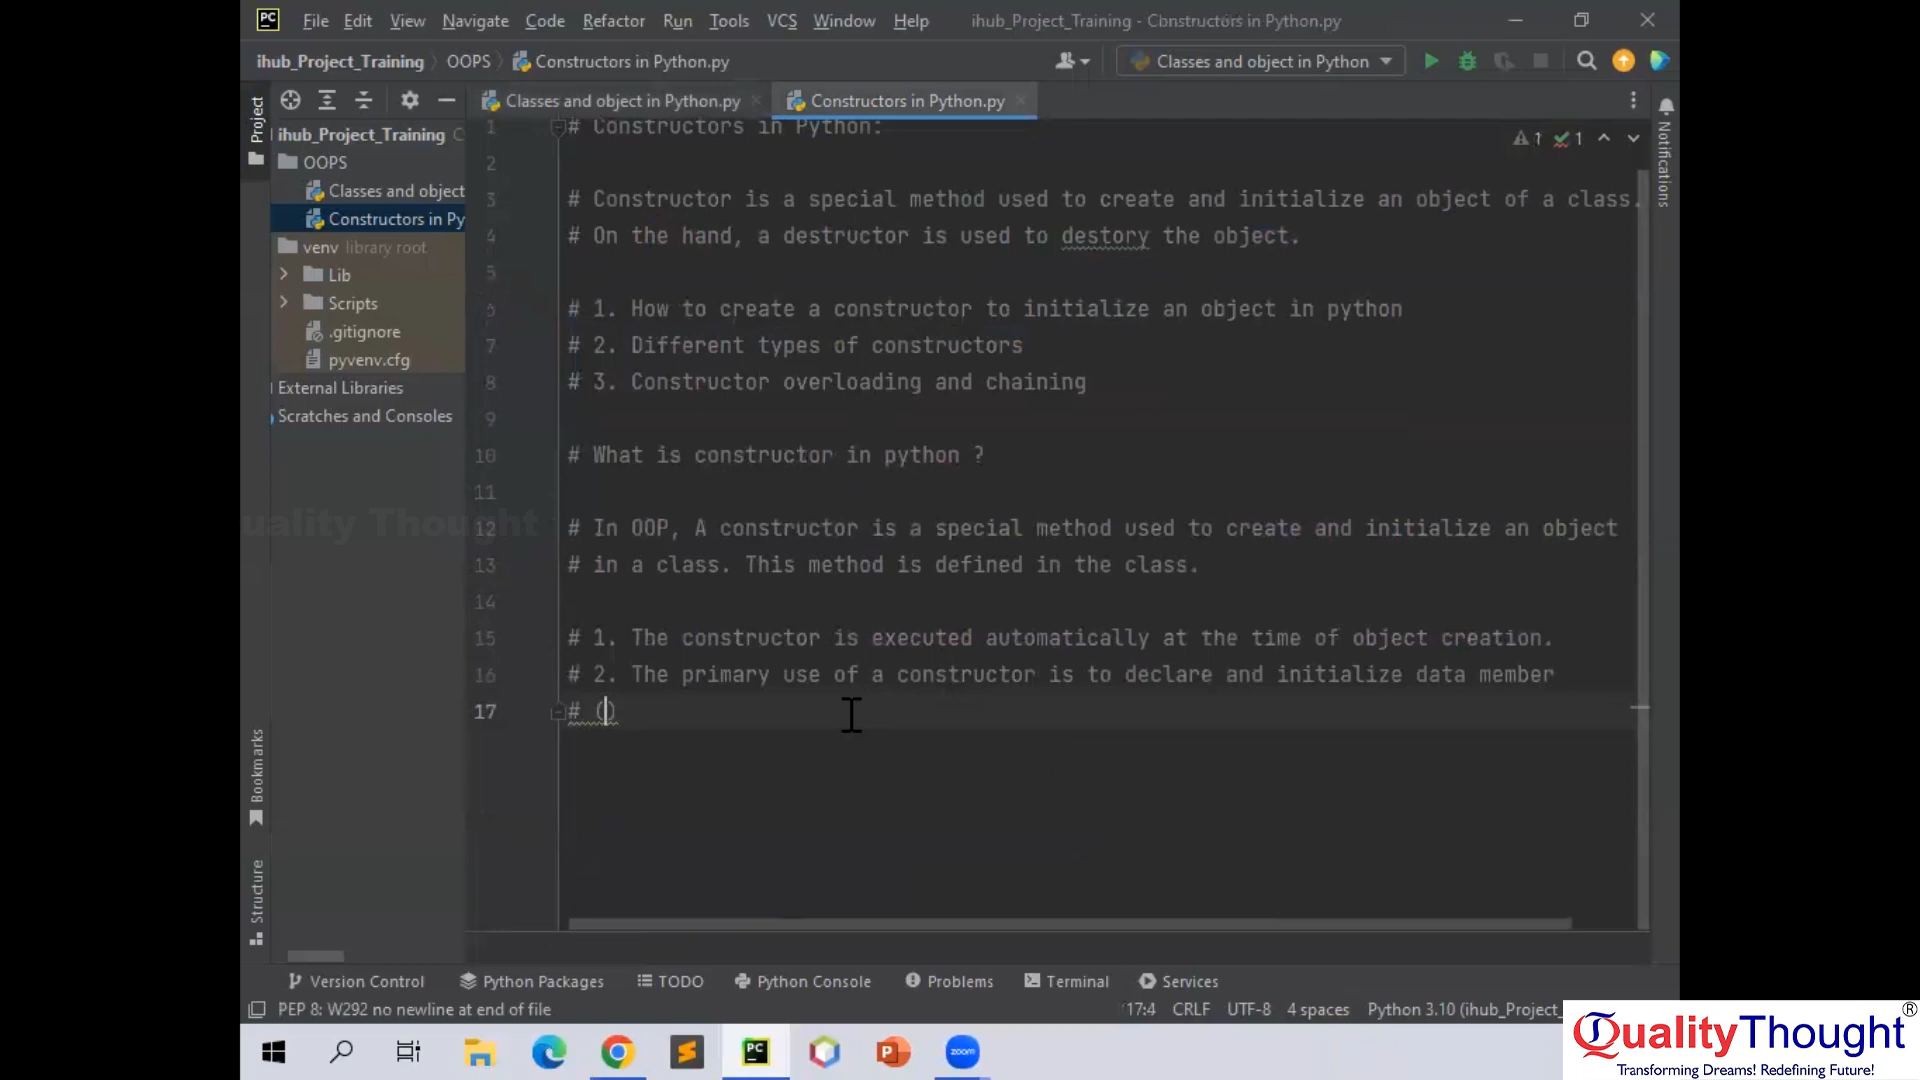 PC File Edit View Navigate Code Refactor Run Tools VCS Window Help ihub_Project_Training - Constructors in Python.py
ihub_Project_Training OOPS Constructors in Python.py Classes and object in Python
Project Classes and object in Python.py Constructors in Python.py
ihub_Project_Training
OOPS
Classes and object
Constructors in Py
venv library root
Lib
Scripts
.gitignore
pyvenv.cfg
External Libraries
Scratches and Consoles
1 # Constructors in Python:
2
3 # Constructor is a special method used to create and initialize an object of a class.
4 # On the hand, a destructor is used to destory the object.
5
6 # 1. How to create a constructor to initialize an object in python
7 # 2. Different types of constructors
8 # 3. Constructor overloading and chaining
9
10 # What is constructor in python ?
11
12 # In OOP, A constructor is a special method used to create and initialize an object
13 # in a class. This method is defined in the class.
14
15 # 1. The constructor is executed automatically at the time of object creation.
16 # 2. The primary use of a constructor is to declare and initialize data member
17 # ()
1 1
Notifications
uality Thought
Bookmarks
Structure
Version Control Python Packages TODO Python Console Problems Terminal Services
PEP 8: W292 no newline at end of file 17:4 CRLF UTF-8 4 spaces Python 3.10 (ihub_Project_
PC zoom
QualityThought®
Transforming Dreams! Redefining Future!